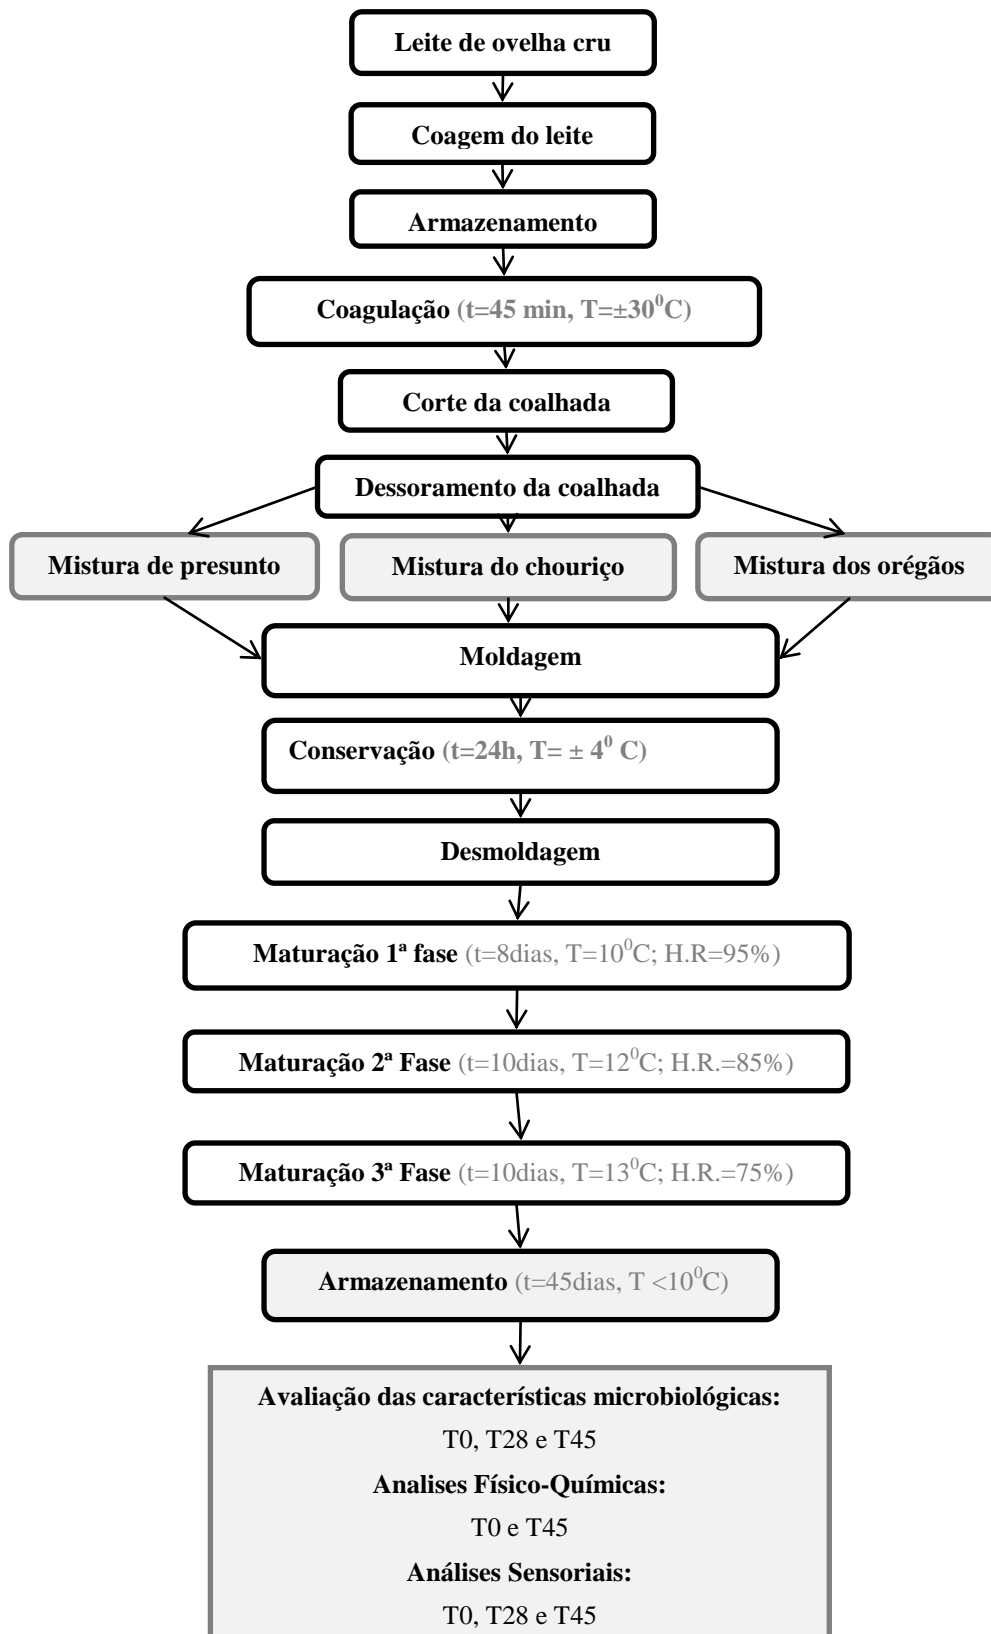 Leite de ovelha cru
Coagem do leite
Armazenamento
Coagulação (t=45 min, T=±30⁰C)
Corte da coalhada
Dessoramento da coalhada
Mistura de presunto
Mistura do chouriço
Mistura dos orégãos
Moldagem
Conservação (t=24h, T= ± 4⁰ C)
Desmoldagem
Maturação 1ª fase (t=8dias, T=10⁰C; H.R=95%)
Maturação 2ª Fase (t=10dias, T=12⁰C; H.R.=85%)
Maturação 3ª Fase (t=10dias, T=13⁰C; H.R.=75%)
Armazenamento (t=45dias, T <10⁰C)
Avaliação das características microbiológicas:
T0, T28 e T45
Analises Físico-Químicas:
T0 e T45
Análises Sensoriais:
T0, T28 e T45